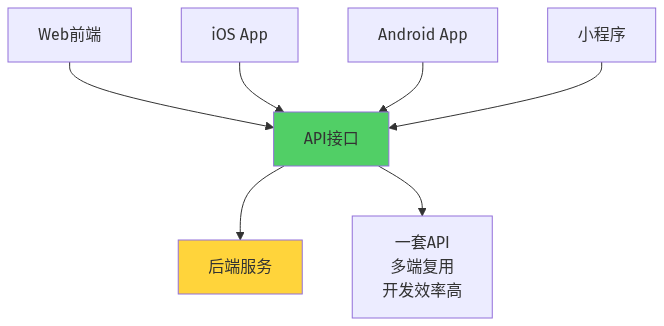 Web前端
iOS App
Android App
小程序
API接口
后端服务
一套API
多端复用
开发效率高